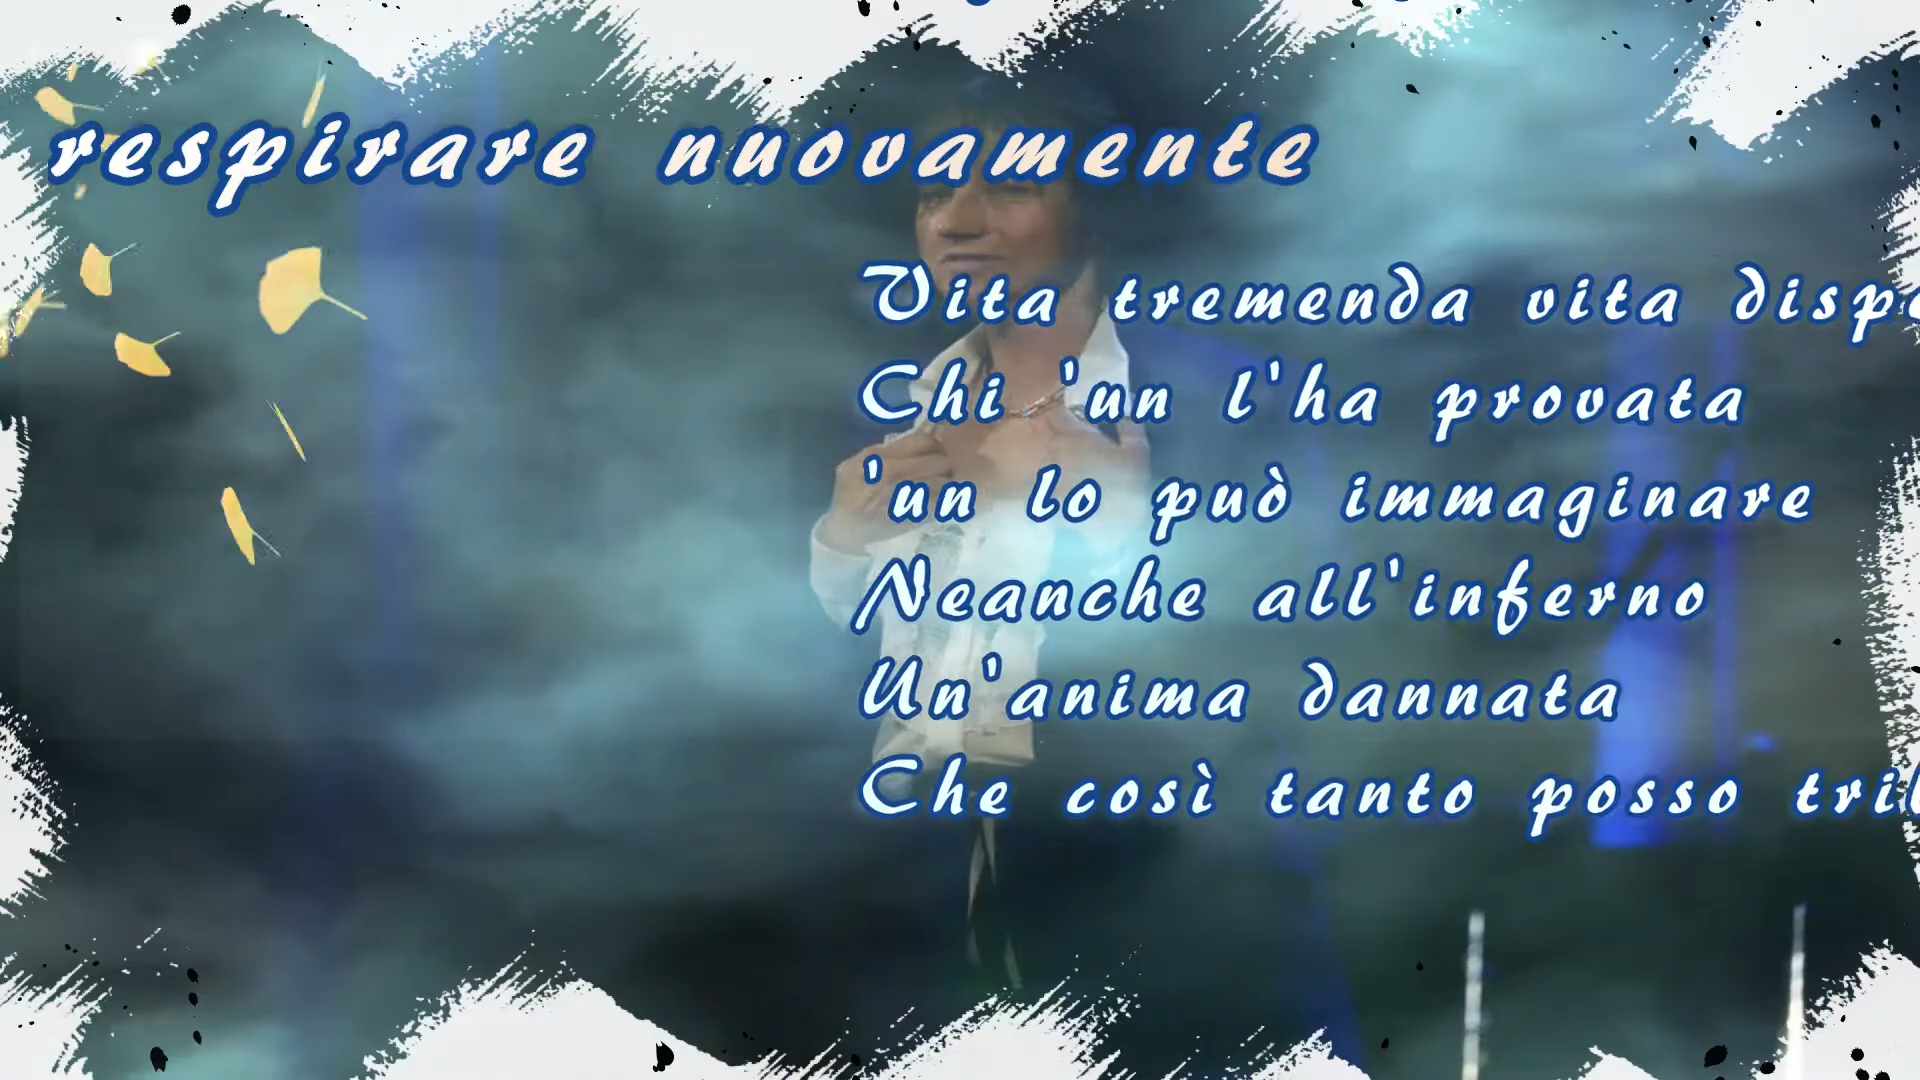 respirare nuovamente
Vita tremenda vita
Chi 'un l'ha provata
'un lo può immaginare
Neanche all'inferno
Un'anima dannata
Che così tanto posso